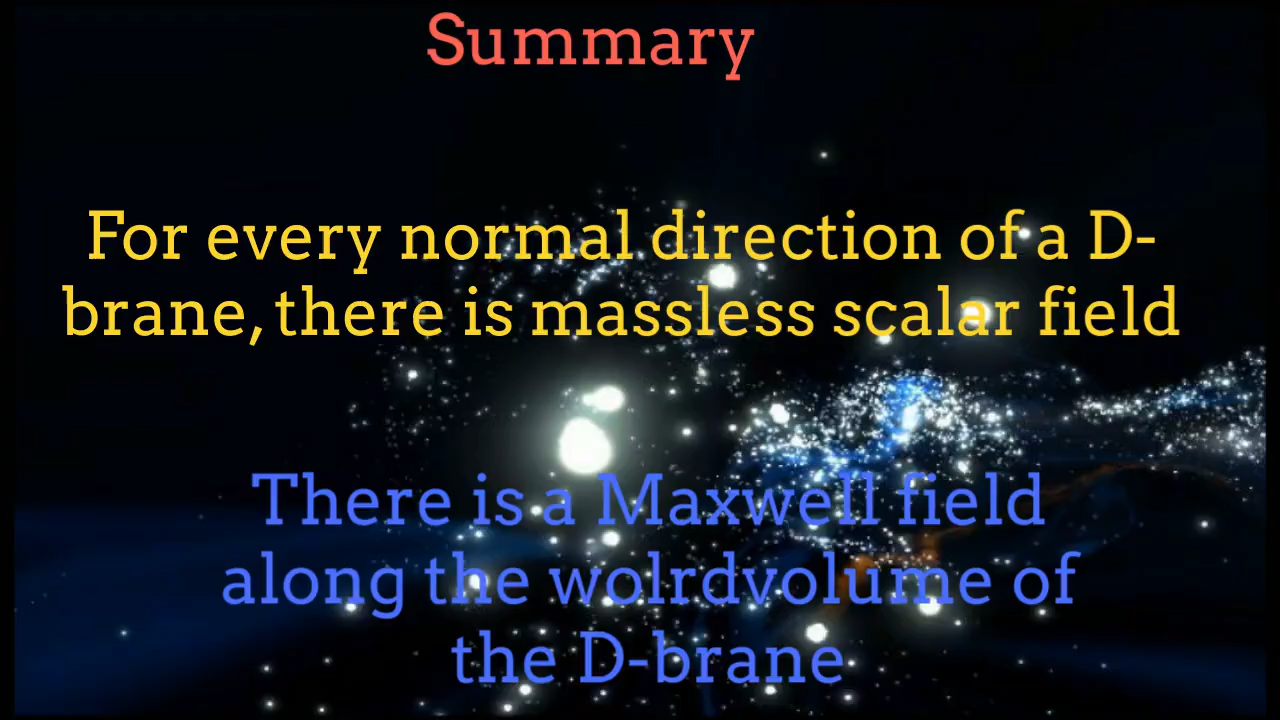 Summary
For every normal direction of a D-
brane, there is massless scalar field
There is a Maxwell field
along the wolrdvolume of
the D-brane